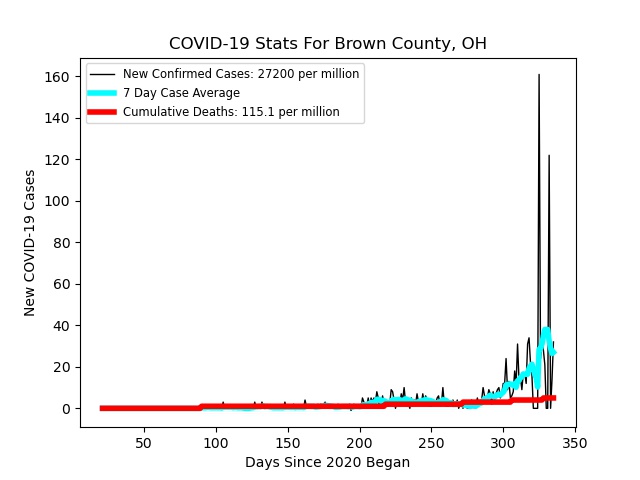 COVID-19 Stats For Brown County, OH
New Confirmed Cases: 27200 per million
7 Day Case Average
Cumulative Deaths: 115.1 per million
New COVID-19 Cases
160
140
120
100
80
60
40
20
0
50 100 150 200 250 300 350
Days Since 2020 Began